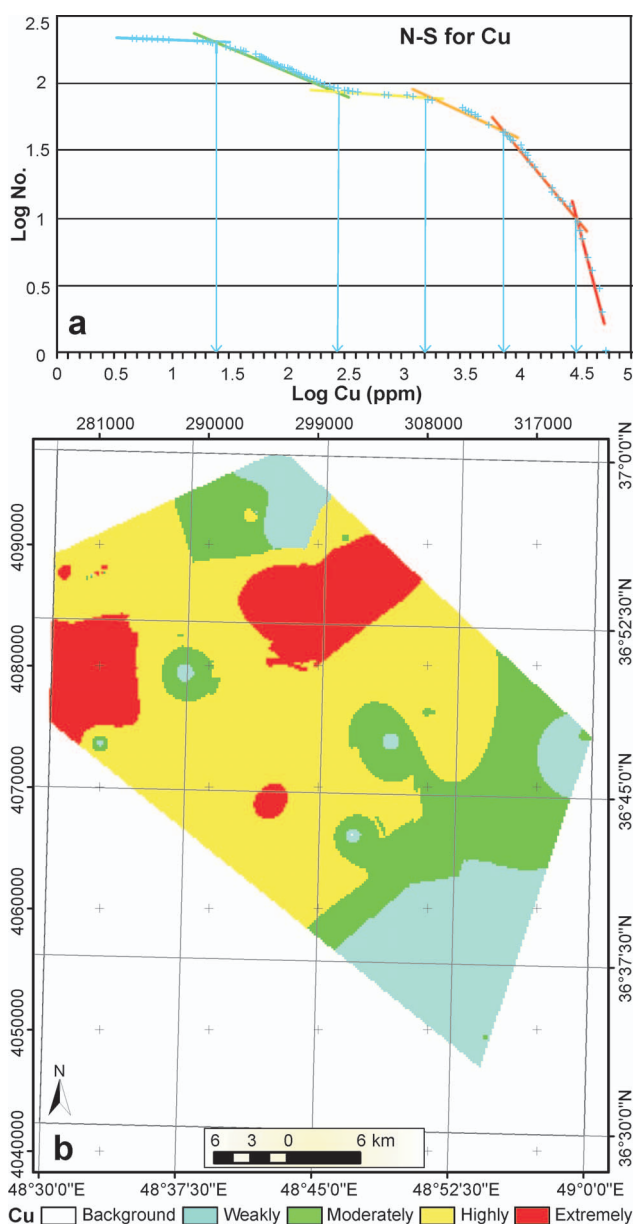 N-S for Cu
Log No.
2.5
2
1.5
1
0.5
0
a
0 0.5 1 1.5 2 2.5 3 3.5 4 4.5 5
Log Cu (ppm)
281000 290000 299000 308000 317000
4090000
4080000
4070000
4060000
4050000
4040000
37°0'0"N
36°52'30"N
36°45'0"N
36°37'30"N
36°30'0"N
N
b
6 3 0 6 km
48°30'0"E 48°37'30"E 48°45'0"E 48°52'30"E 49°0'0"E
Cu Background Weakly Moderately Highly Extremely